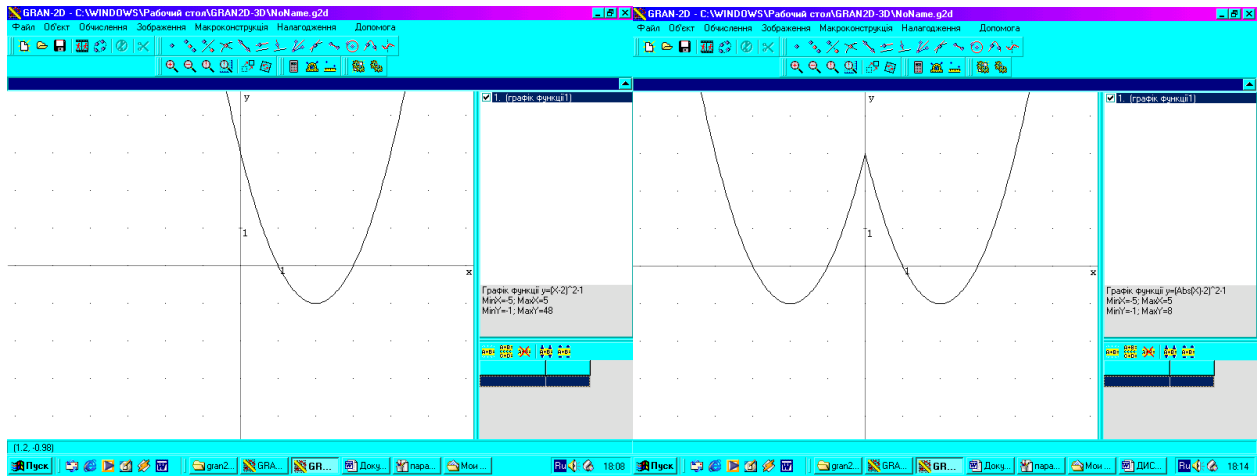 GRAN-2D - C:\WINDOWS\Рабочий стол\GRAN2D-3D\NoName.g2d
Файл Об'єкт Обчислення Зображення Макроконструкція Налагодження Допомога
1. (графік функції1)
y
1
1
x
Графік функції y=(X-2)^2-1
MinX=-5; MaxX=5
MinY=-1; MaxY=48
(1.2, -0.98)
Пуск gran2... GRA... GR... Доку... пара... Мои ... Ru 18:08
GRAN-2D - C:\WINDOWS\Рабочий стол\GRAN2D-3D\NoName.g2d
Файл Об'єкт Обчислення Зображення Макроконструкція Налагодження Допомога
1. (графік функції1)
y
1
1
x
Графік функції y=(Abs(X)-2)^2-1
MinX=-5; MaxX=5
MinY=-1; MaxY=8
Пуск gran2... GRA... GR... Доку... пара... Мои ... ДИС... Ru 18:14